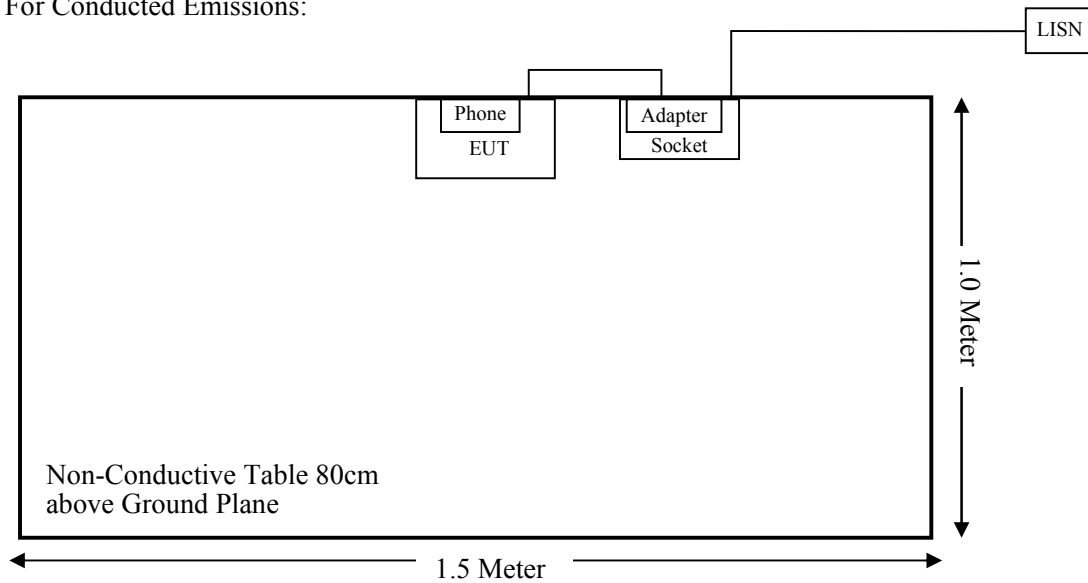 For Conducted Emissions:
LISN
Phone
EUT
Adapter
Socket
1.0 Meter
Non-Conductive Table 80cm
above Ground Plane
1.5 Meter